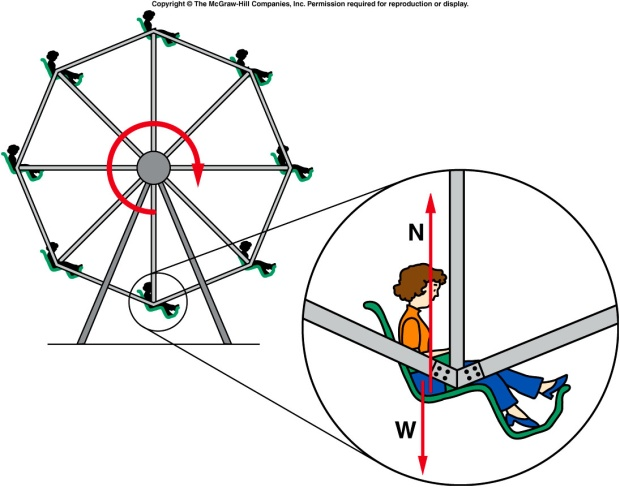 Copyright © The McGraw-Hill Companies, Inc. Permission required for reproduction or display.
N
W